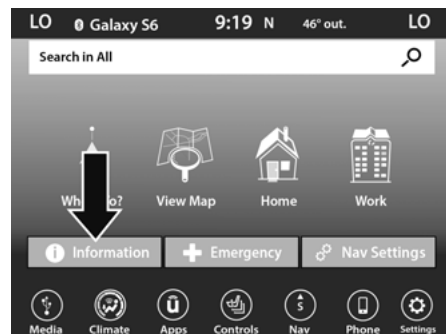 LO Galaxy S6 9:19 N 46° out. LO
Search in All
View Map Home Work
Information Emergency Nav Settings
Media Climate Apps Controls Nav Phone Settings